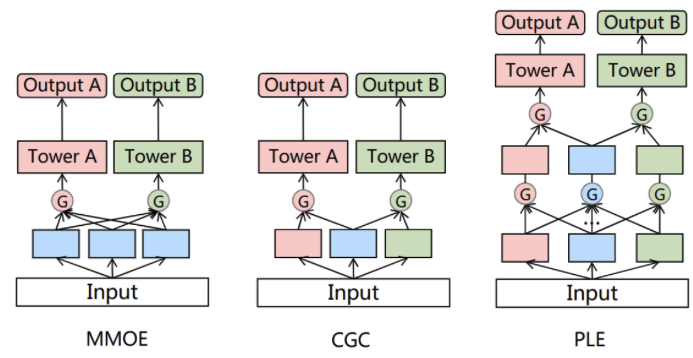 Output A Output B
Tower A Tower B
G G
Input
MMOE
Output A Output B
Tower A Tower B
G G
Input
CGC
Output A Output B
Tower A Tower B
G G
G G G
...
Input
PLE